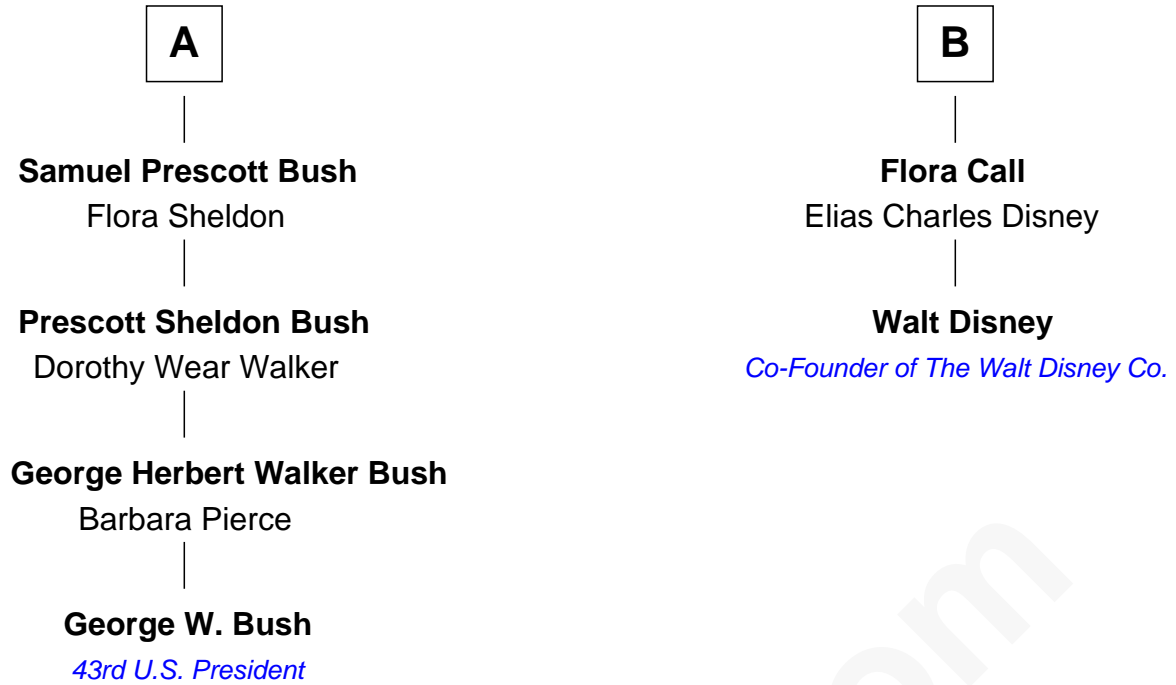 A
Samuel Prescott Bush
Flora Sheldon
Prescott Sheldon Bush
Dorothy Wear Walker
George Herbert Walker Bush
Barbara Pierce
George W. Bush
43rd U.S. President
B
Flora Call
Elias Charles Disney
Walt Disney
Co-Founder of The Walt Disney Co.
om